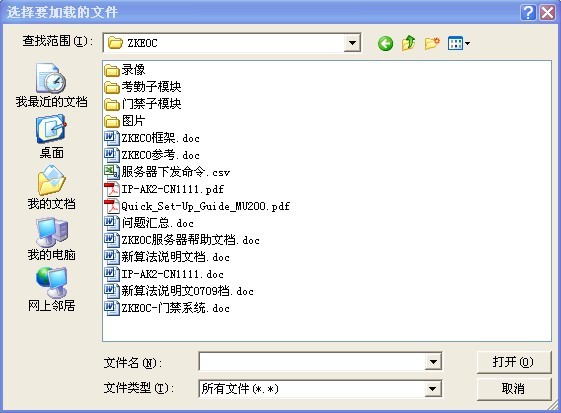 选择要加载的文件
查找范围(I):
ZKEOC
我最近的文档
桌面
我的文档
我的电脑
网上邻居
录像
考勤子模块
门禁子模块
图片
ZKECO框架.doc
ZKECO参考.doc
服务器下发命令.csv
IP-AK2-CN1111.pdf
Quick_Set-Up_Guide_MU200.pdf
问题汇总.doc
ZKEOC服务器帮助文档.doc
新算法说明文档.doc
IP-AK2-CN1111.doc
新算法说明文0709档.doc
ZKEOC-门禁系统.doc
文件名(N):
打开(O)
文件类型(T):
所有文件(*.*)
取消